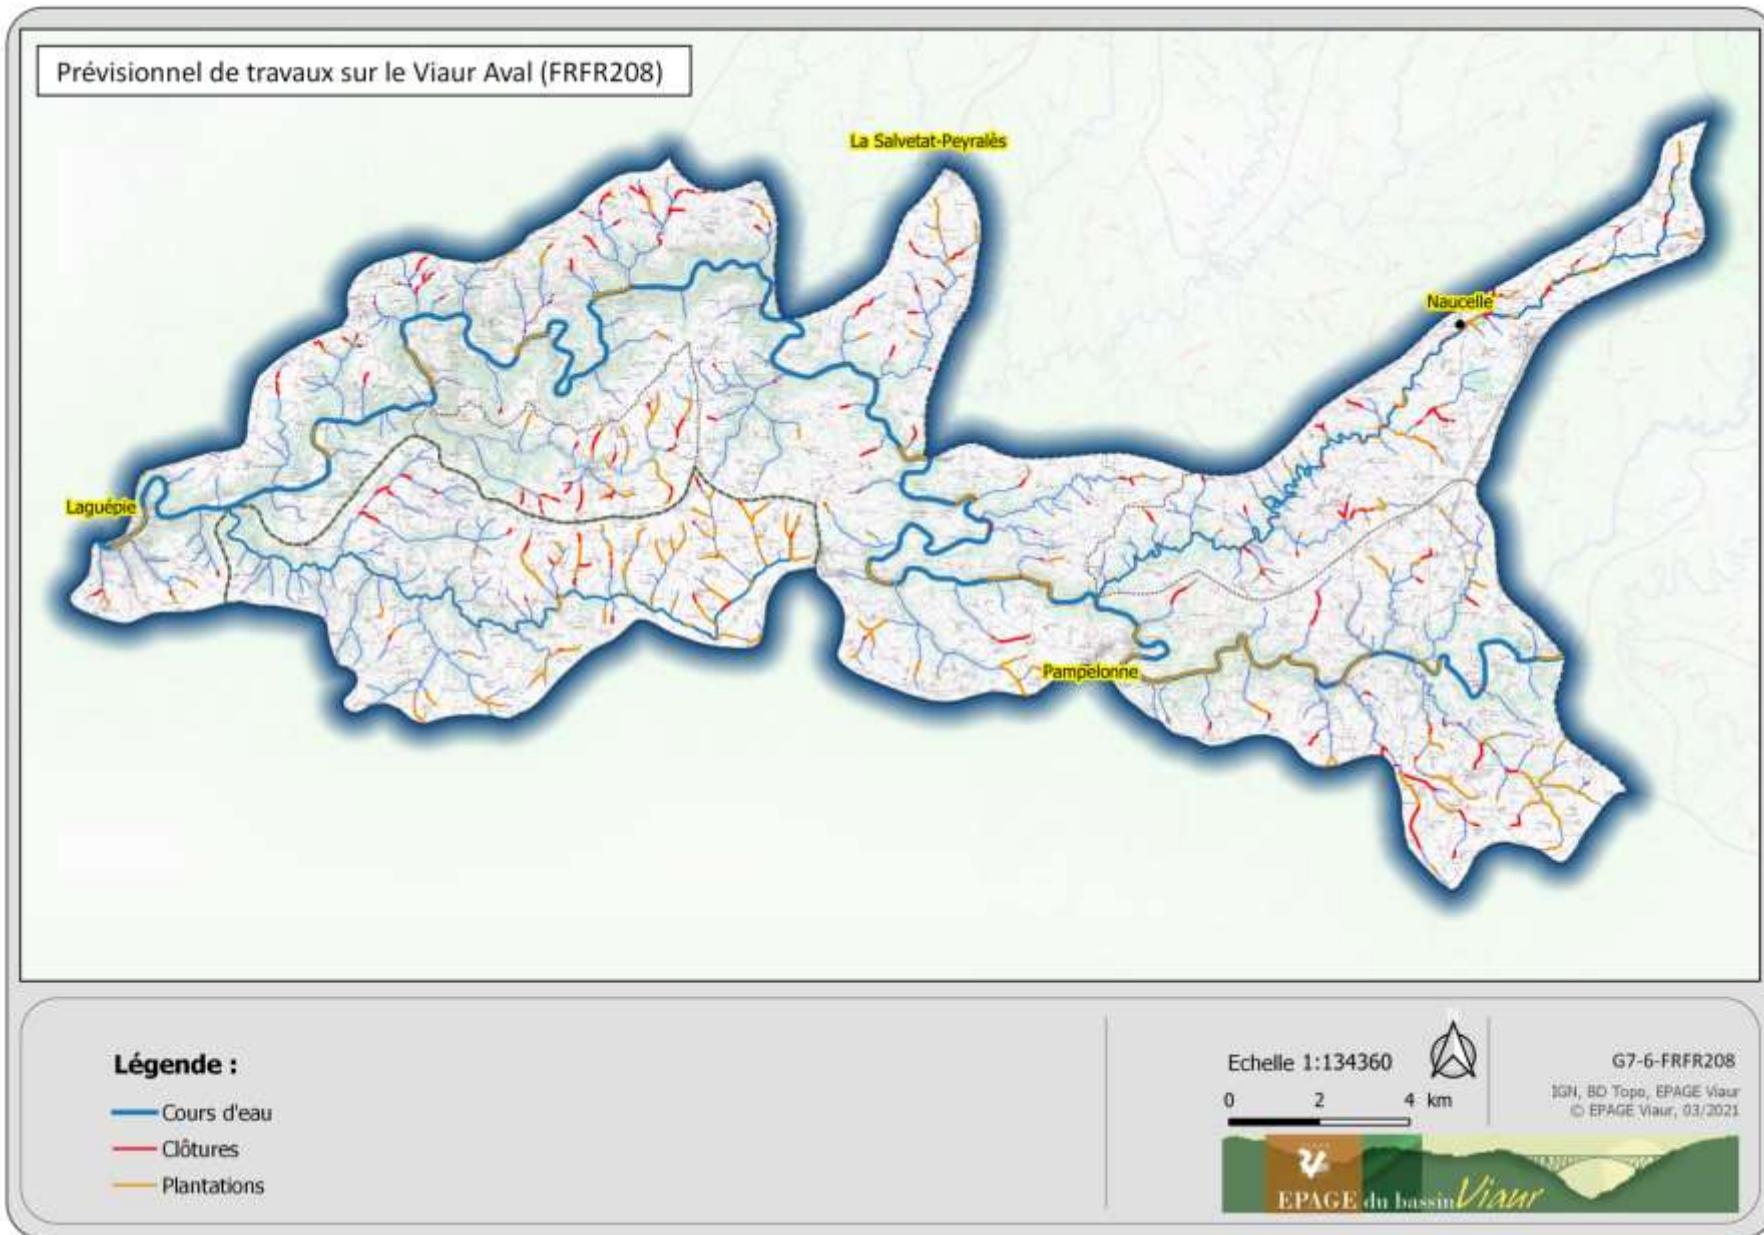 Prévisionnel de travaux sur le Viaur Aval (FRFR208)
La Salvetat-Peyralès
Naucelle
Laguépie
Pampelonne
Légende :
Cours d'eau
Clôtures
Plantations
Echelle 1:134360
0 2 4 km
G7-6-FRFR208
IGN, BD Topo, EPAGE Viaur
© EPAGE Viaur, 03/2021
EPAGE du bassin Viaur